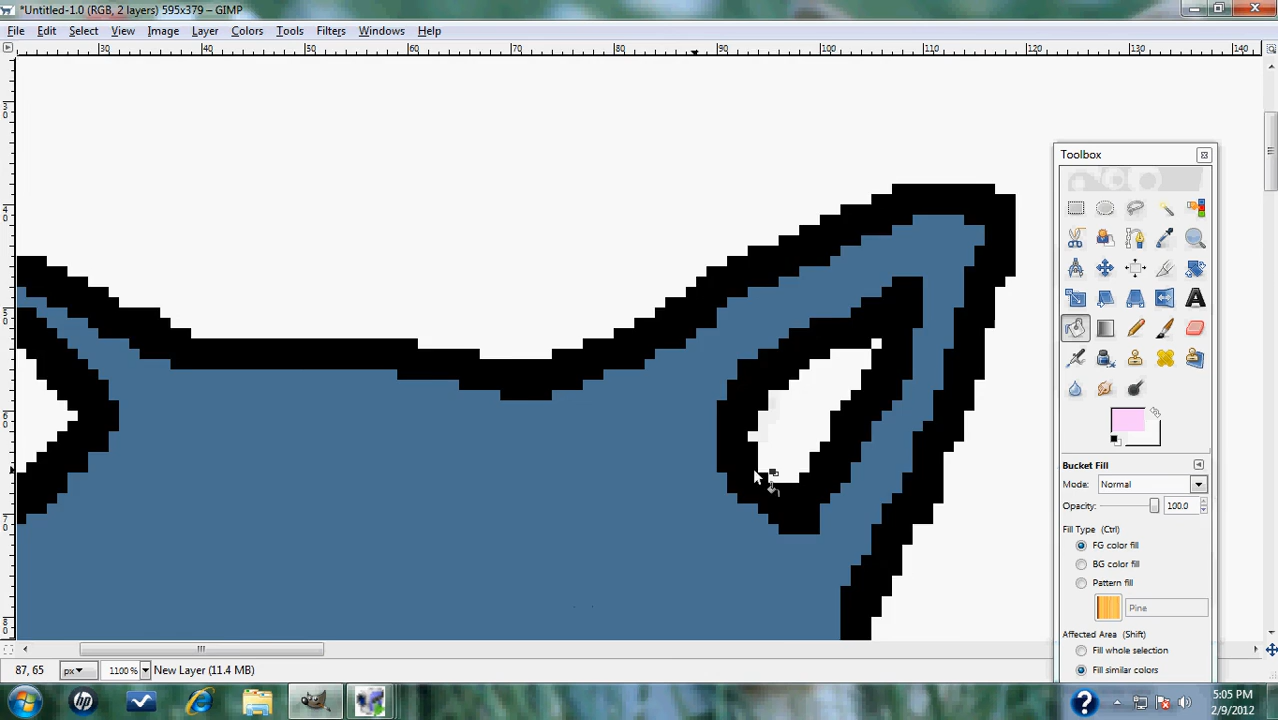 *Untitled-1.0 (RGB, 2 layers) 595x379 – GIMP
File Edit Select View Image Layer Colors Tools Filters Windows Help
30 40 50 60 70 80 90 100 110 120 130 140
Toolbox
Bucket Fill
Mode: Normal
Opacity: 100.0
Fill Type (Ctrl)
FG color fill
BG color fill
Pattern fill
Pine
Affected Area (Shift)
Fill whole selection
Fill similar colors
87, 65 px 1100% New Layer (11.4 MB)
hp
5:05 PM
2/9/2012